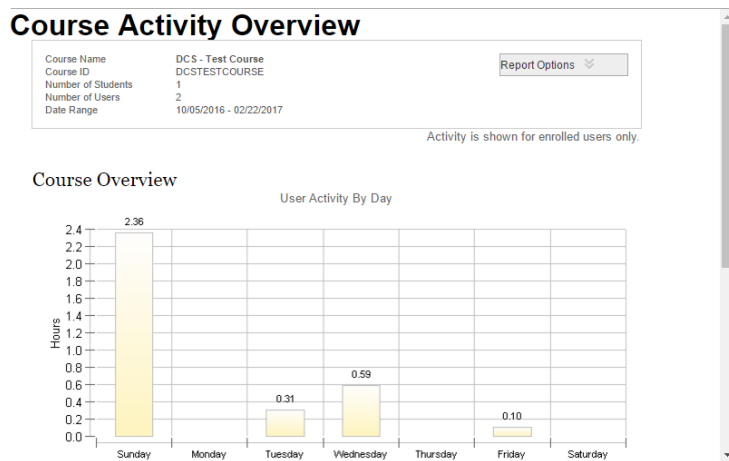 Course Activity Overview
Course Name DCS - Test Course
Course ID DCSTESTCOURSE
Number of Students 1
Number of Users 2
Date Range 10/05/2016 - 02/22/2017
Report Options
Activity is shown for enrolled users only.
Course Overview
User Activity By Day
Hours
2.4
2.2
2.0
1.8
1.6
1.4
1.2
1.0
0.8
0.6
0.4
0.2
0.0
2.36
0.31
0.59
0.10
Sunday Monday Tuesday Wednesday Thursday Friday Saturday